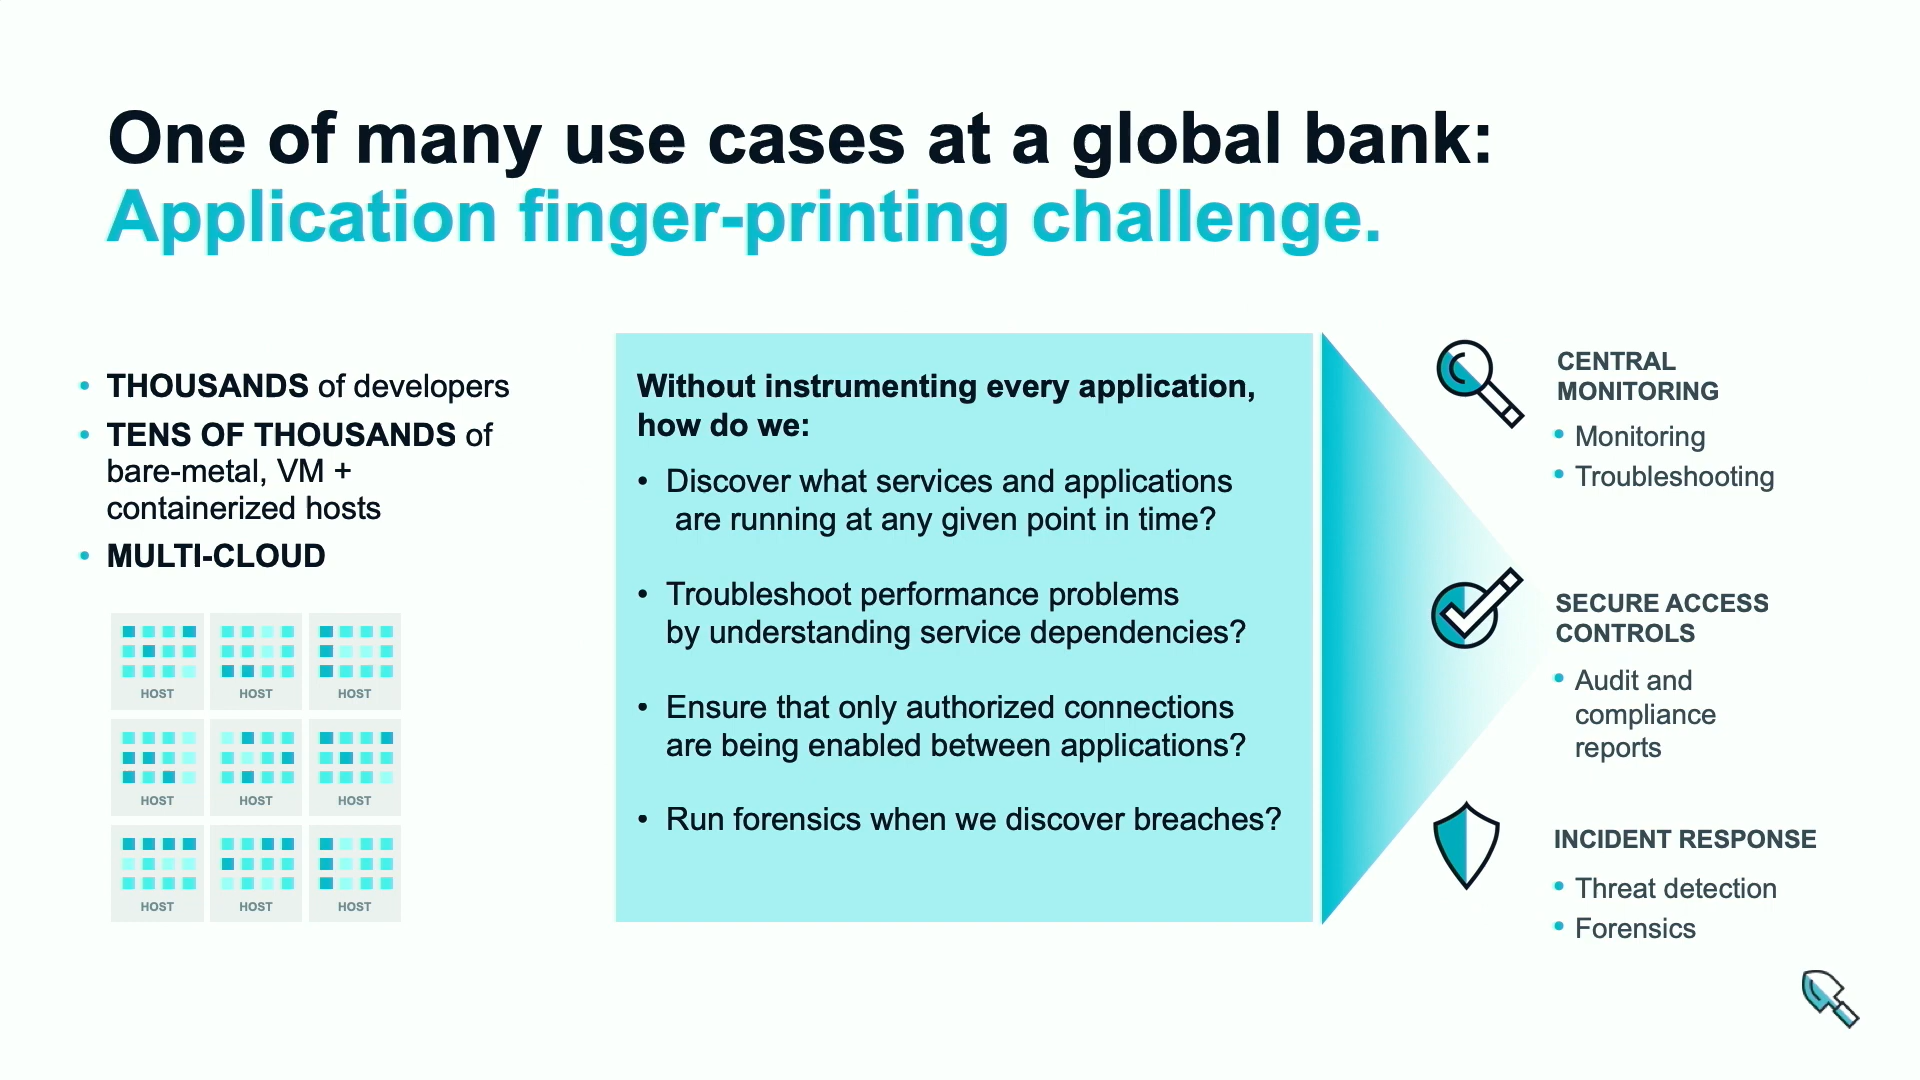 One of many use cases at a global bank:
Application finger-printing challenge.
• THOUSANDS of developers
• TENS OF THOUSANDS of
bare-metal, VM +
containerized hosts
• MULTI-CLOUD
HOST HOST HOST
HOST HOST HOST
HOST HOST HOST
Without instrumenting every application,
how do we:
• Discover what services and applications
are running at any given point in time?
• Troubleshoot performance problems
by understanding service dependencies?
• Ensure that only authorized connections
are being enabled between applications?
• Run forensics when we discover breaches?
CENTRAL
MONITORING
• Monitoring
• Troubleshooting
SECURE ACCESS
CONTROLS
• Audit and
compliance
reports
INCIDENT RESPONSE
• Threat detection
• Forensics